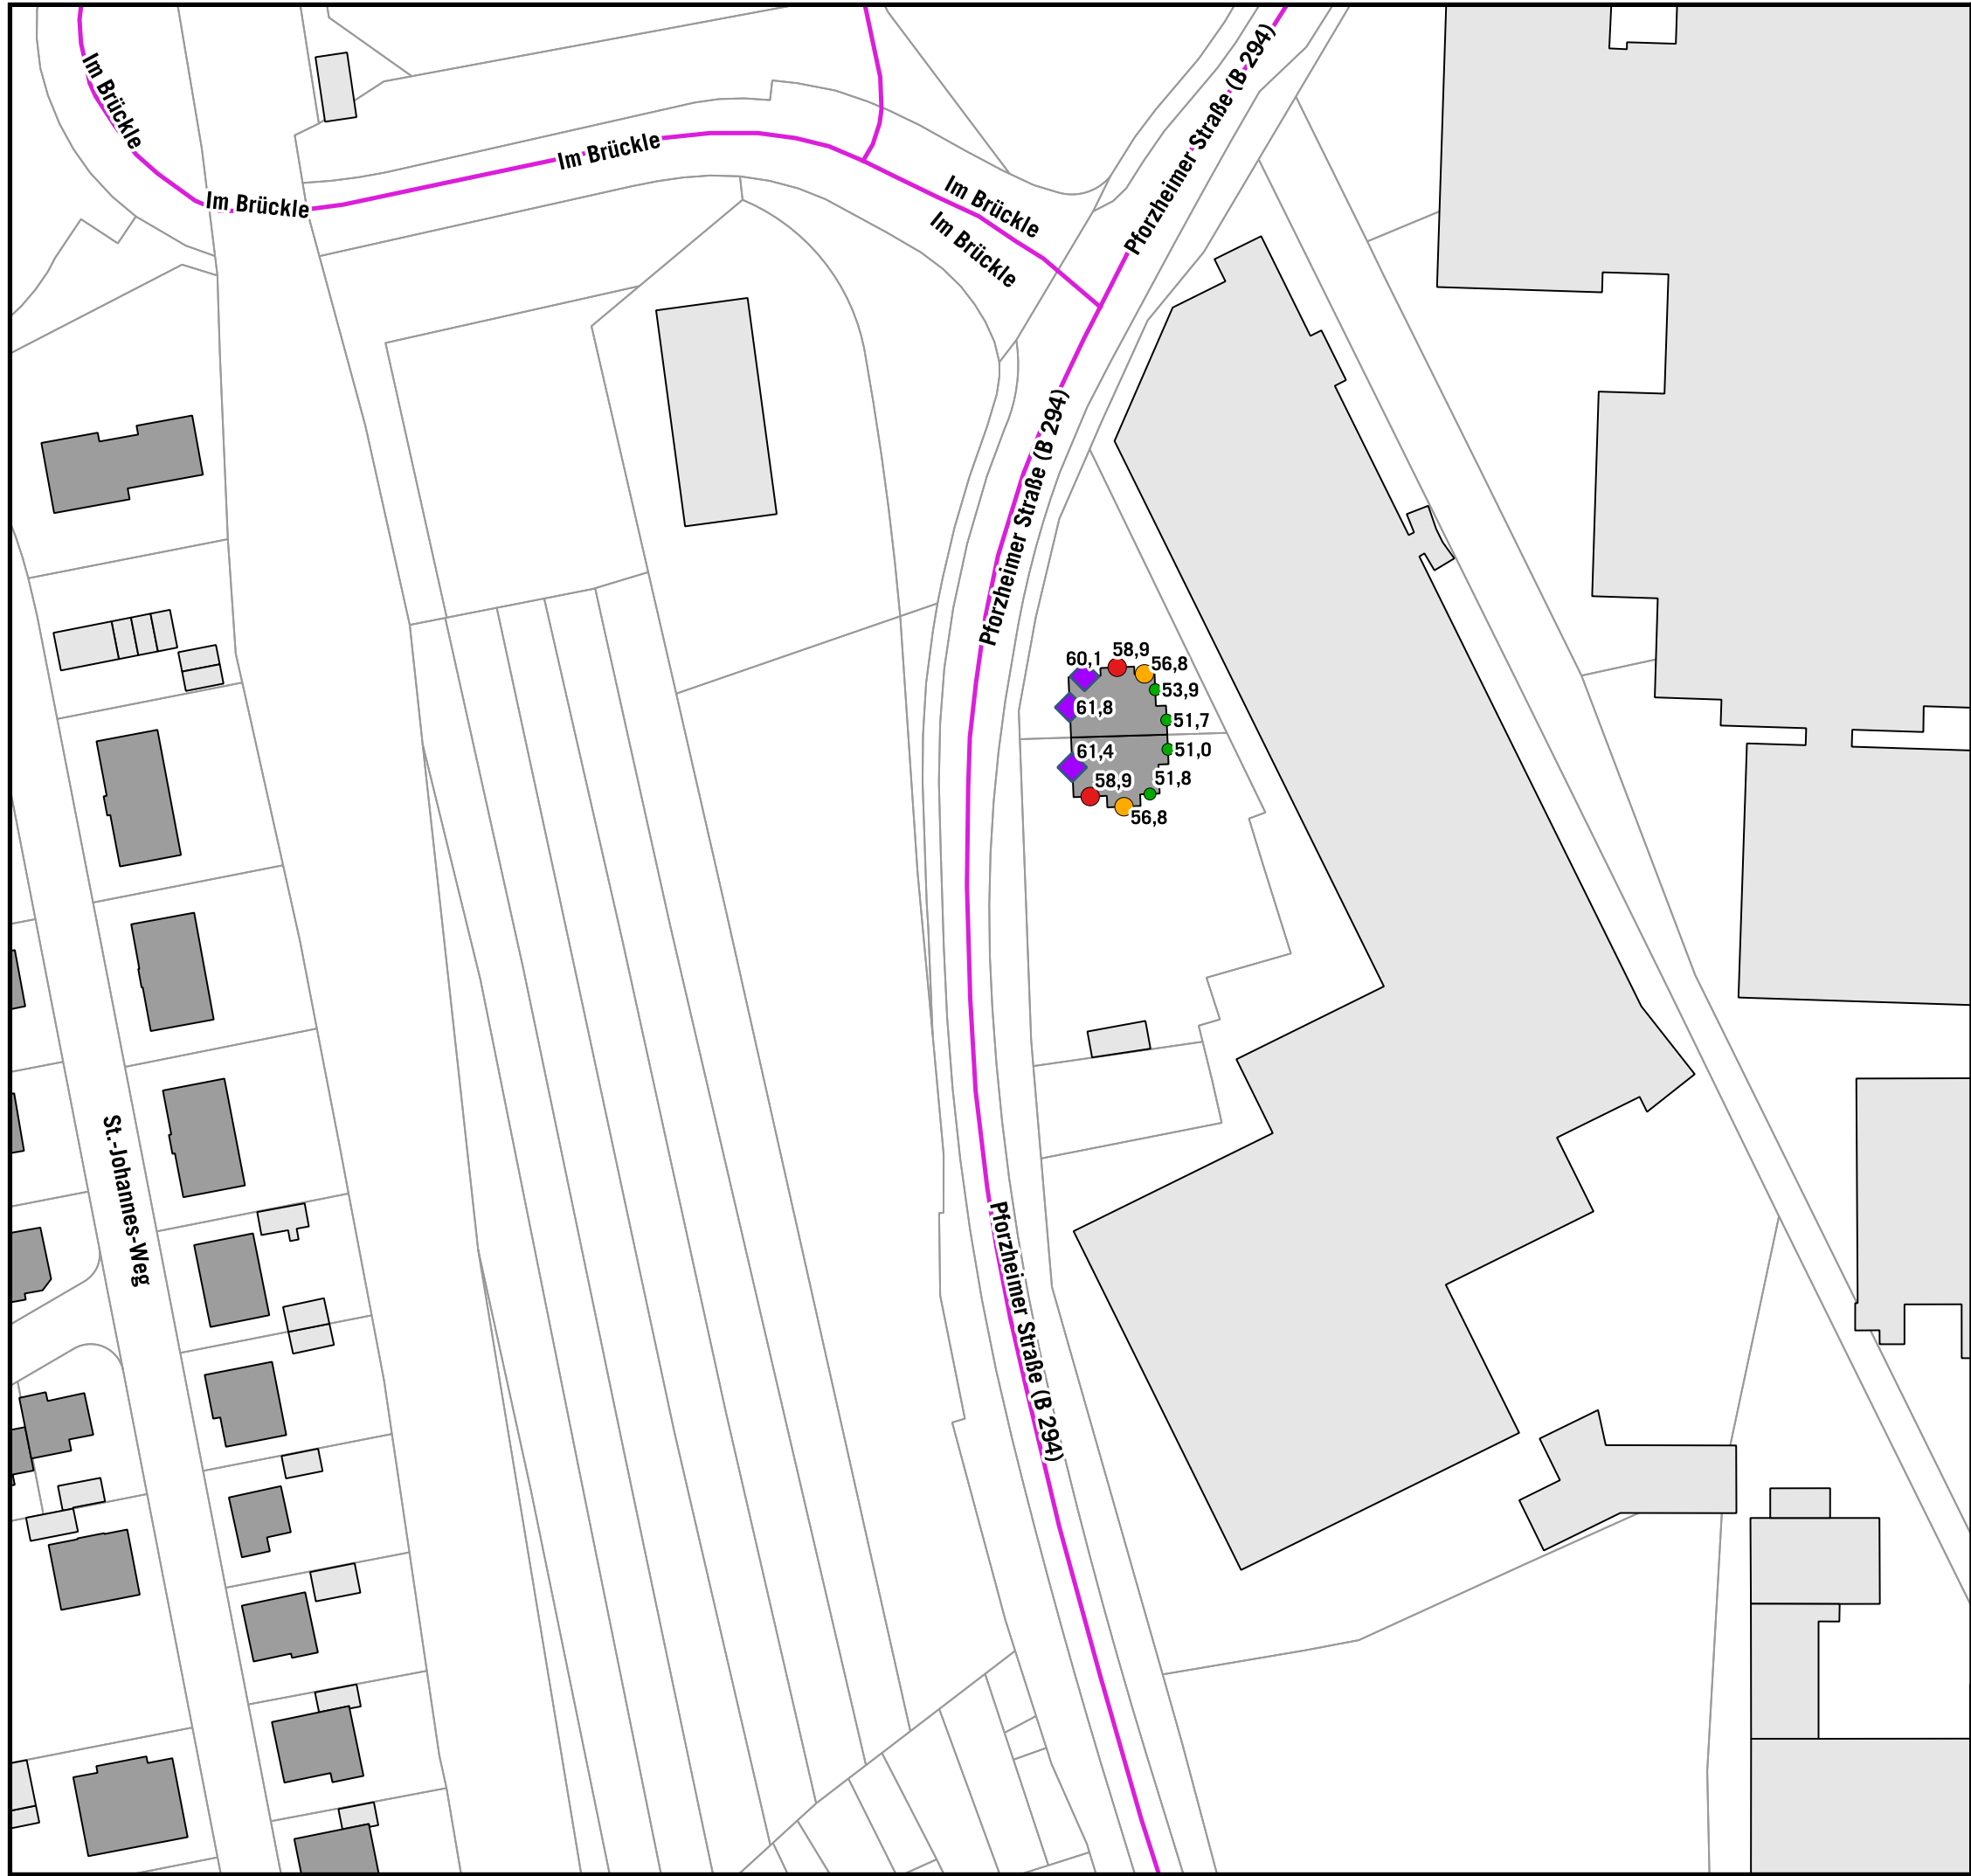 Im Brückle
Im Brückle
Im Brückle
Im Brückle
Im Brückle
Pforzheimer Straße (B 294)
Pforzheimer Straße (B 294)
60,1
58,9
56,8
53,9
61,8
51,7
61,4
51,0
58,9
51,8
56,8
St.-Johannes-Weg
Pforzheimer Straße (B 294)